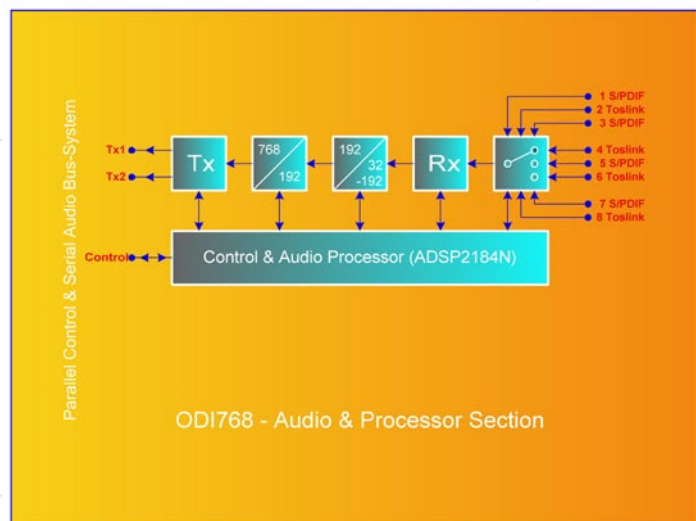 1 S/PDIF
2 Toslink
3 S/PDIF
Tx1
Tx2
Tx
768
192
192
32
-192
Rx
4 Toslink
5 S/PDIF
6 Toslink
7 S/PDIF
8 Toslink
Control
Control & Audio Processor (ADSP2184N)
Parallel Control & Serial Audio Bus-System
ODI768 - Audio & Processor Section